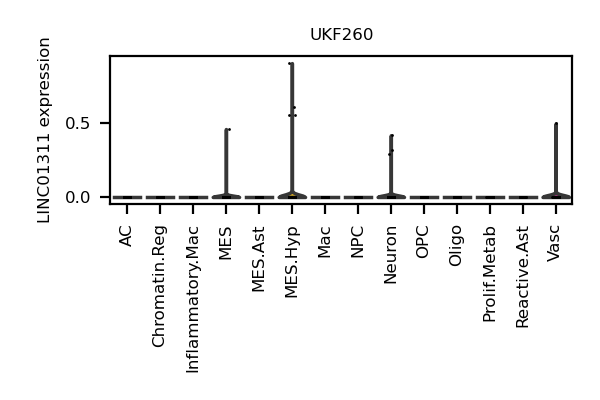 UKF260
LINC01311 expression
0.5
0.0
AC
Chromatin.Reg
Inflammatory.Mac
MES
MES.Ast
MES.Hyp
Mac
NPC
Neuron
OPC
Oligo
Prolif.Metab
Reactive.Ast
Vasc